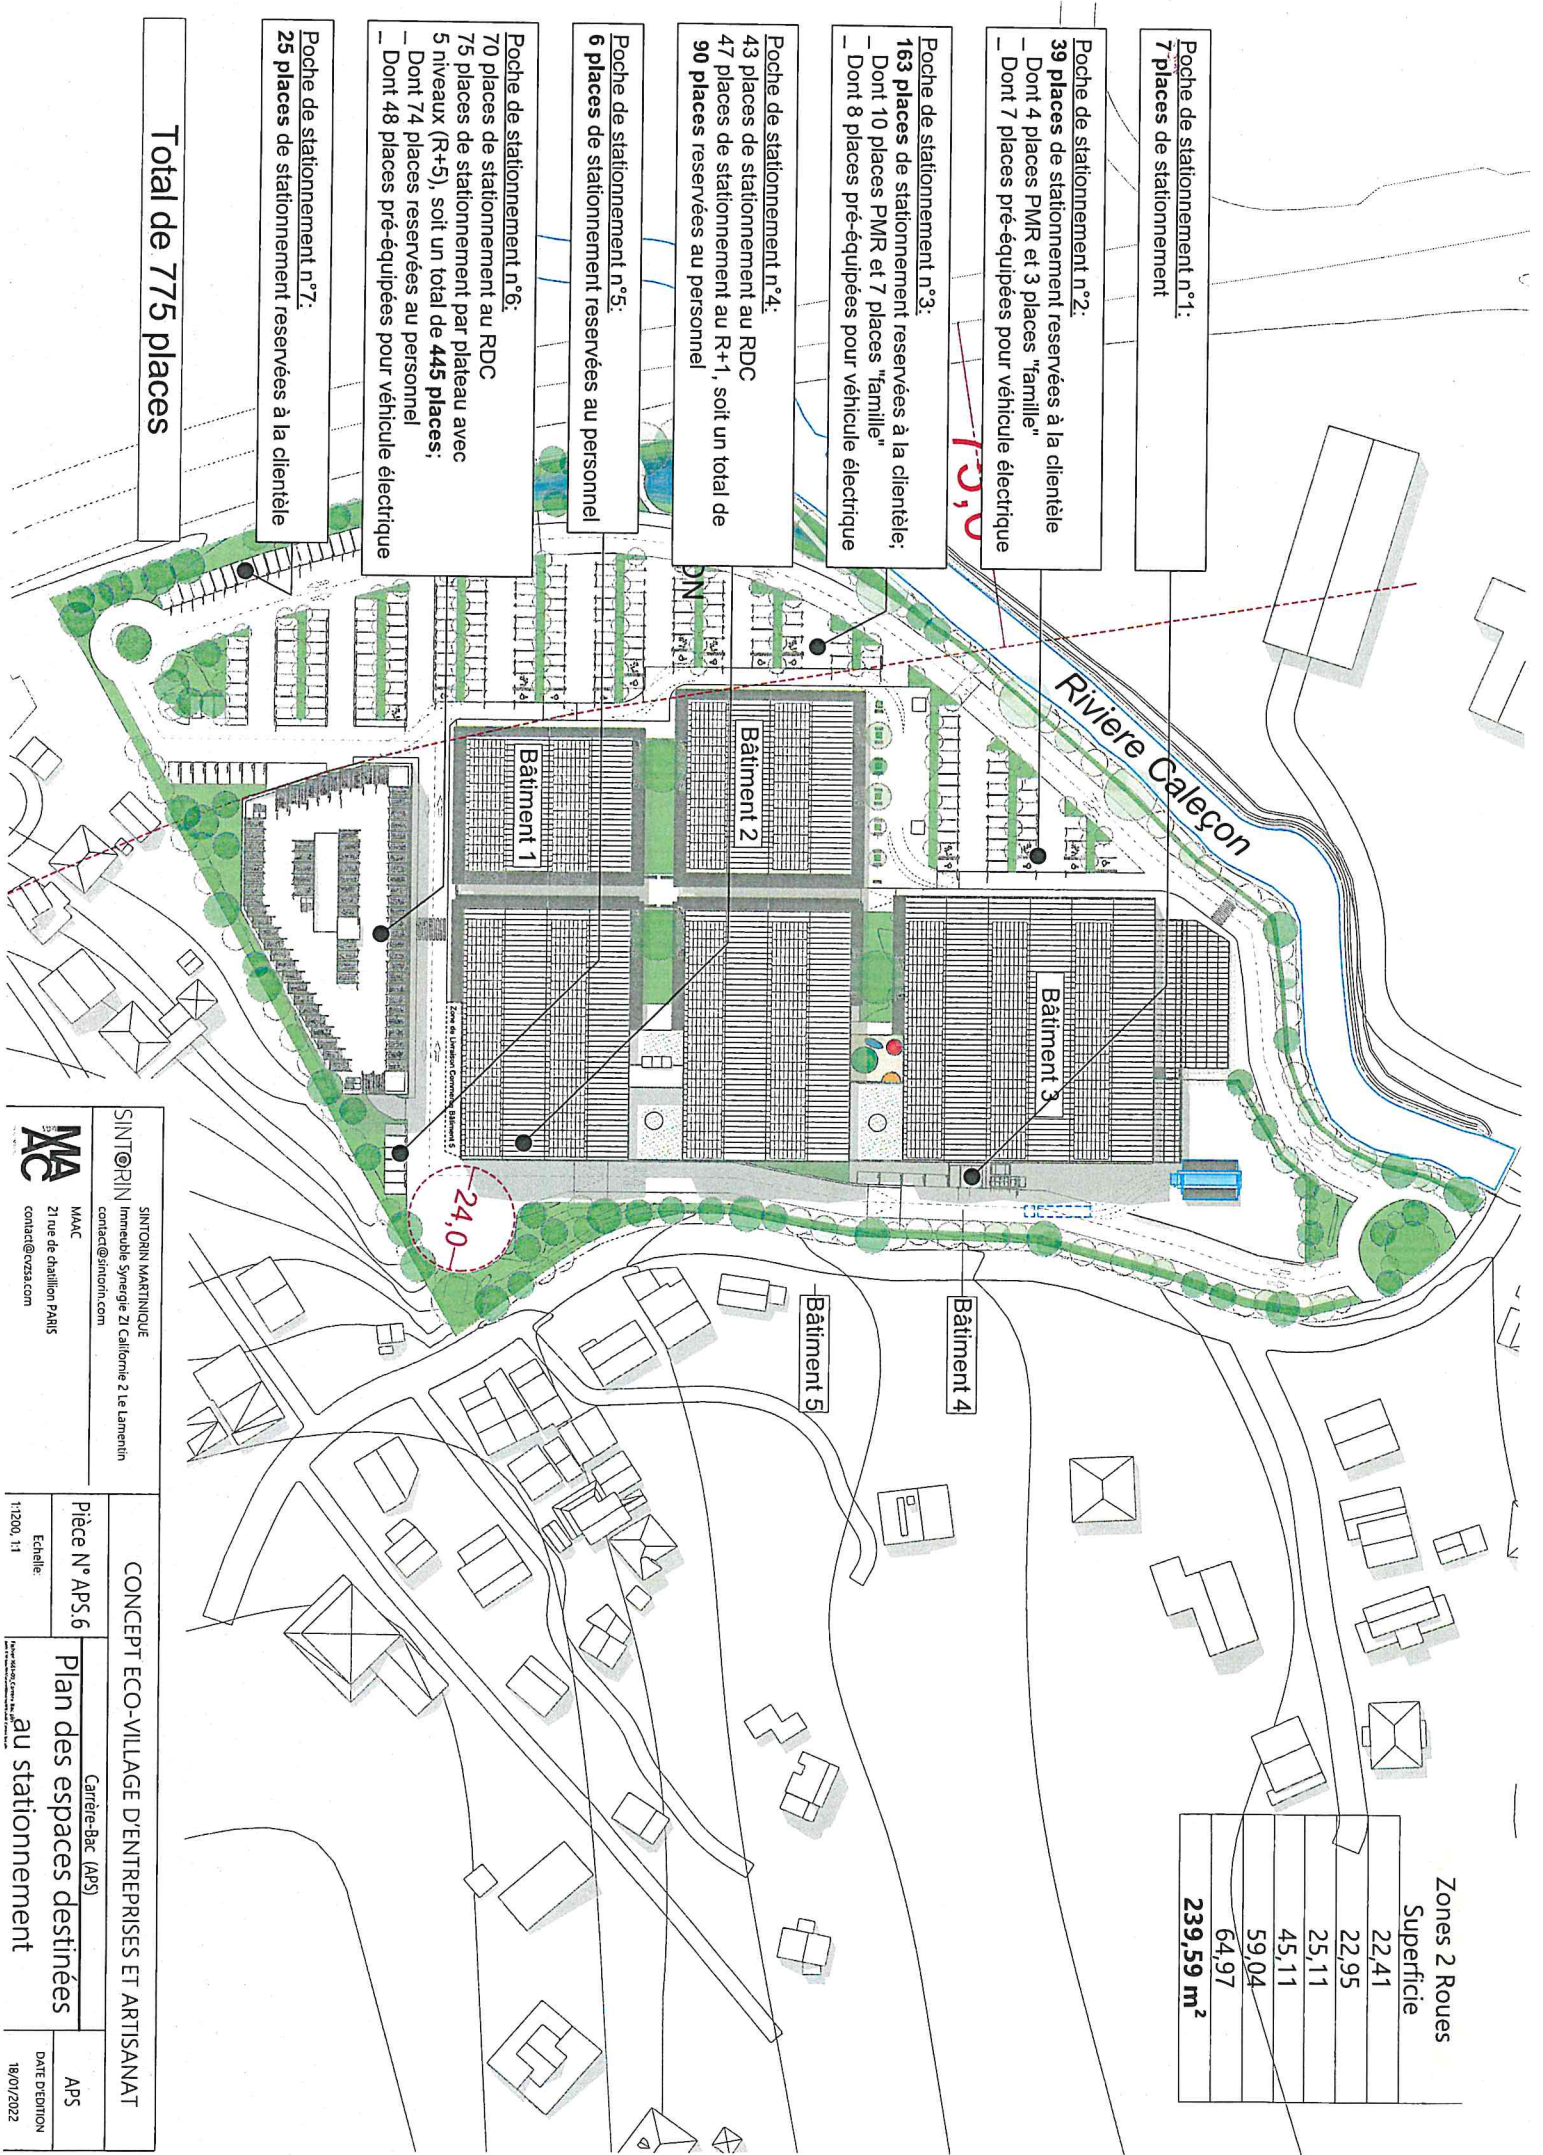 Poche de stationnement n°1:
7 places de stationnement
Poche de stationnement n°2:
39 places de stationnement reservées à la clientèle
_ Dont 4 places PMR et 3 places "famille"
_ Dont 7 places pré-équipées pour véhicule électrique
Poche de stationnement n°3:
163 places de stationnement reservées à la clientèle;
_ Dont 10 places PMR et 7 places "famille"
_ Dont 8 places pré-équipées pour véhicule électrique
Poche de stationnement n°4:
43 places de stationnement au RDC
47 places de stationnement au R+1, soit un total de
90 places reservées au personnel
Poche de stationnement n°5:
6 places de stationnement reservées au personnel
Poche de stationnement n°6:
70 places de stationnement au RDC
75 places de stationnement par plateau avec
5 niveaux (R+5), soit un total de 445 places;
_ Dont 74 places reservées au personnel
_ Dont 48 places pré-équipées pour véhicule électrique
Poche de stationnement n°7:
25 places de stationnement reservées à la clientèle
Total de 775 places
Riviere Caleçon
Bâtiment 1
Bâtiment 2
Bâtiment 3
Bâtiment 4
Bâtiment 5
Zone de Livraison Commerce Bâtiment 5
24,0
Zones 2 Roues
Superficie
22,41
22,95
25,11
45,11
59,04
64,97
239,59 m²
SINTORIN
SINTORIN MARTINIQUE
Immeuble Synergie ZI Californie 2 Le Lamentin
contact@sintorin.com
MAAC
MAAC
21 rue de chatillon PARIS
contact@cvzsa.com
CONCEPT ECO-VILLAGE D'ENTREPRISES ET ARTISANAT
Pièce N° APS.6
Carrère-Bac (APS)
APS
Echelle:
1:1200, 1:1
Plan des espaces destinées
au stationnement
DATE D'EDITION
18/01/2022